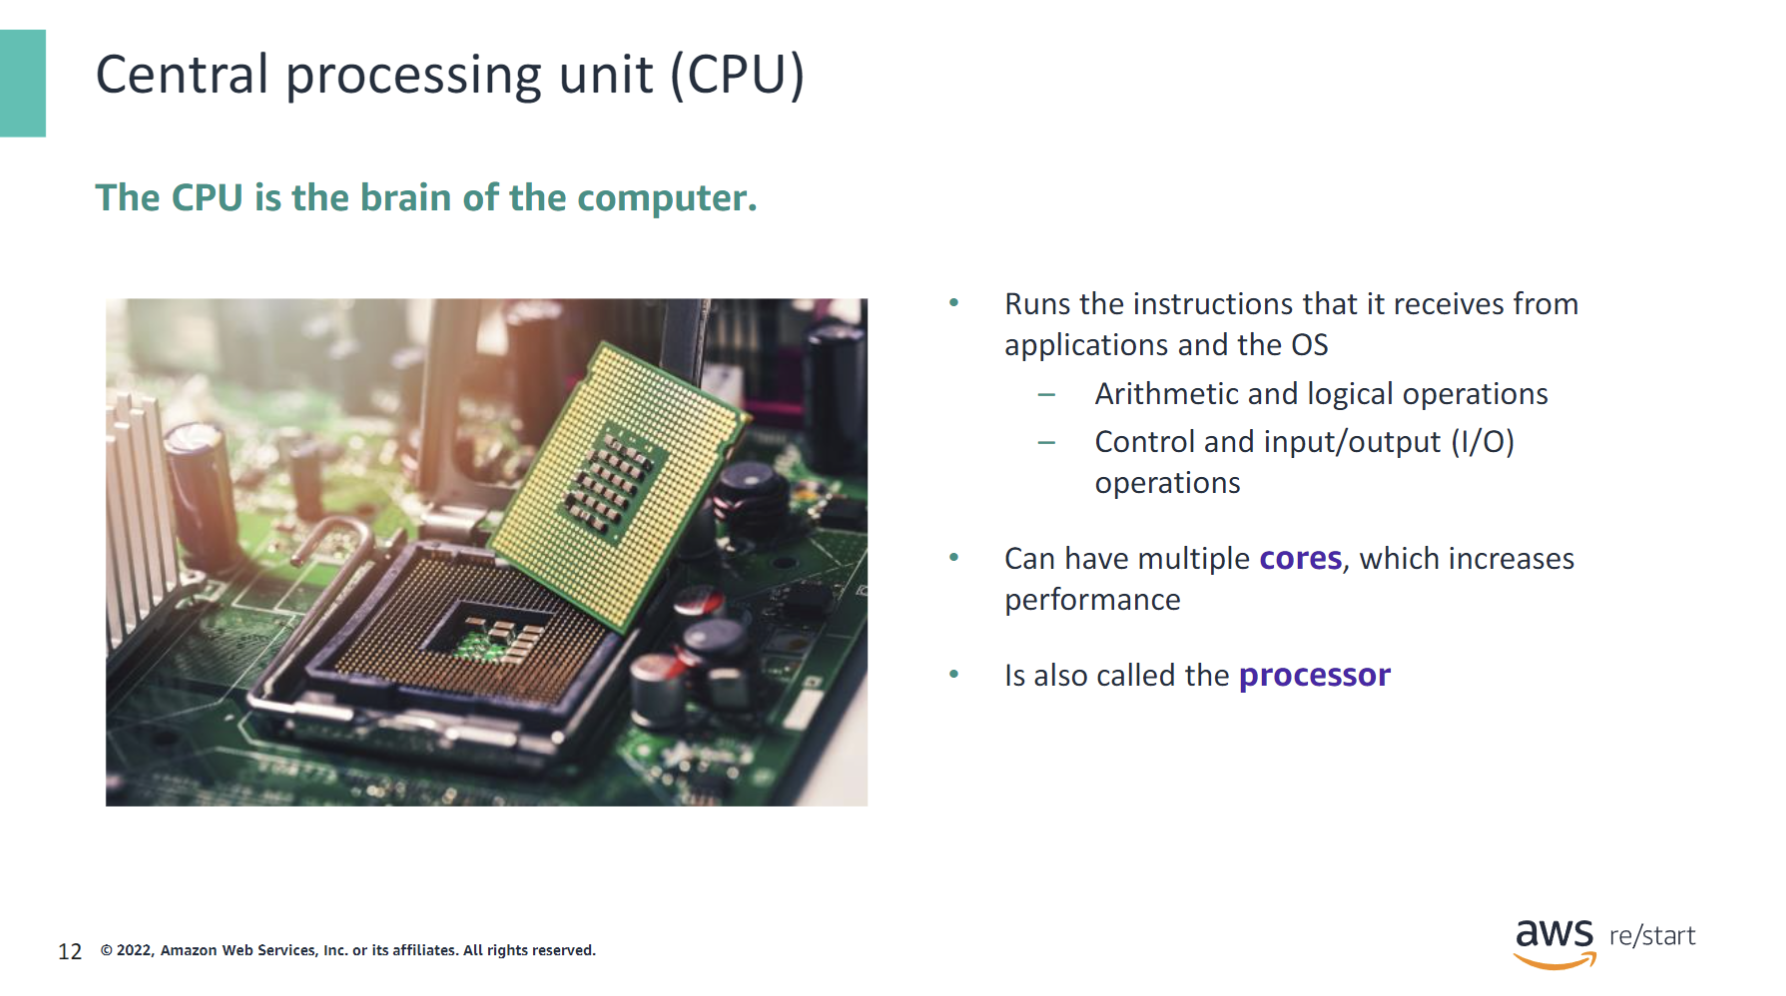 Central processing unit (CPU)
The CPU is the brain of the computer.
• Runs the instructions that it receives from
applications and the OS
– Arithmetic and logical operations
– Control and input/output (I/O)
operations
• Can have multiple cores, which increases
performance
• Is also called the processor
12 © 2022, Amazon Web Services, Inc. or its affiliates. All rights reserved.
aws re/start